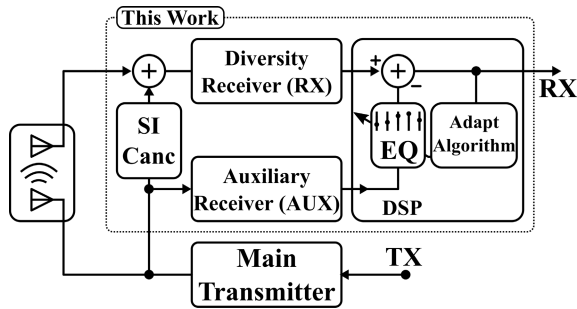 This Work
Diversity
Receiver (RX)
+
−
RX
SI
Canc
EQ
Adapt
Algorithm
Auxiliary
Receiver (AUX)
DSP
Main
Transmitter
TX